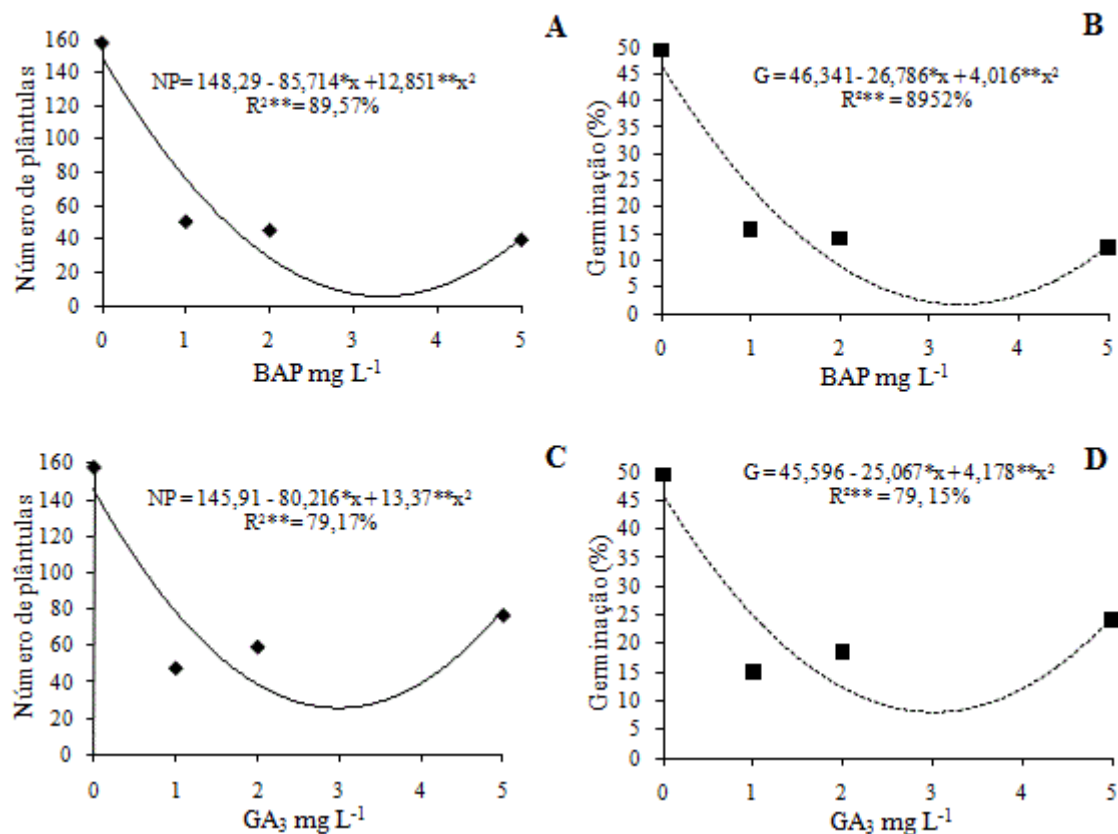 A
Número de plântulas
160
140
120
100
80
60
40
20
0
NP= 148,29 - 85,714*x +12,851**x²
R²**= 89,57%
0 1 2 3 4 5
BAP mg L⁻¹
B
Germinação (%)
50
45
40
35
30
25
20
15
10
5
0
G= 46,341- 26,786*x + 4,016**x²
R²** = 8952%
0 1 2 3 4 5
BAP mg L⁻¹
C
Número de plântulas
160
140
120
100
80
60
40
20
0
NP = 145,91 - 80,216*x + 13,37**x²
R²**= 79,17%
0 1 2 3 4 5
GA₃ mg L⁻¹
D
Germinação (%)
50
45
40
35
30
25
20
15
10
5
0
G = 45,596 - 25,067*x + 4,178**x²
R²** = 79, 15%
0 1 2 3 4 5
GA₃ mg L⁻¹